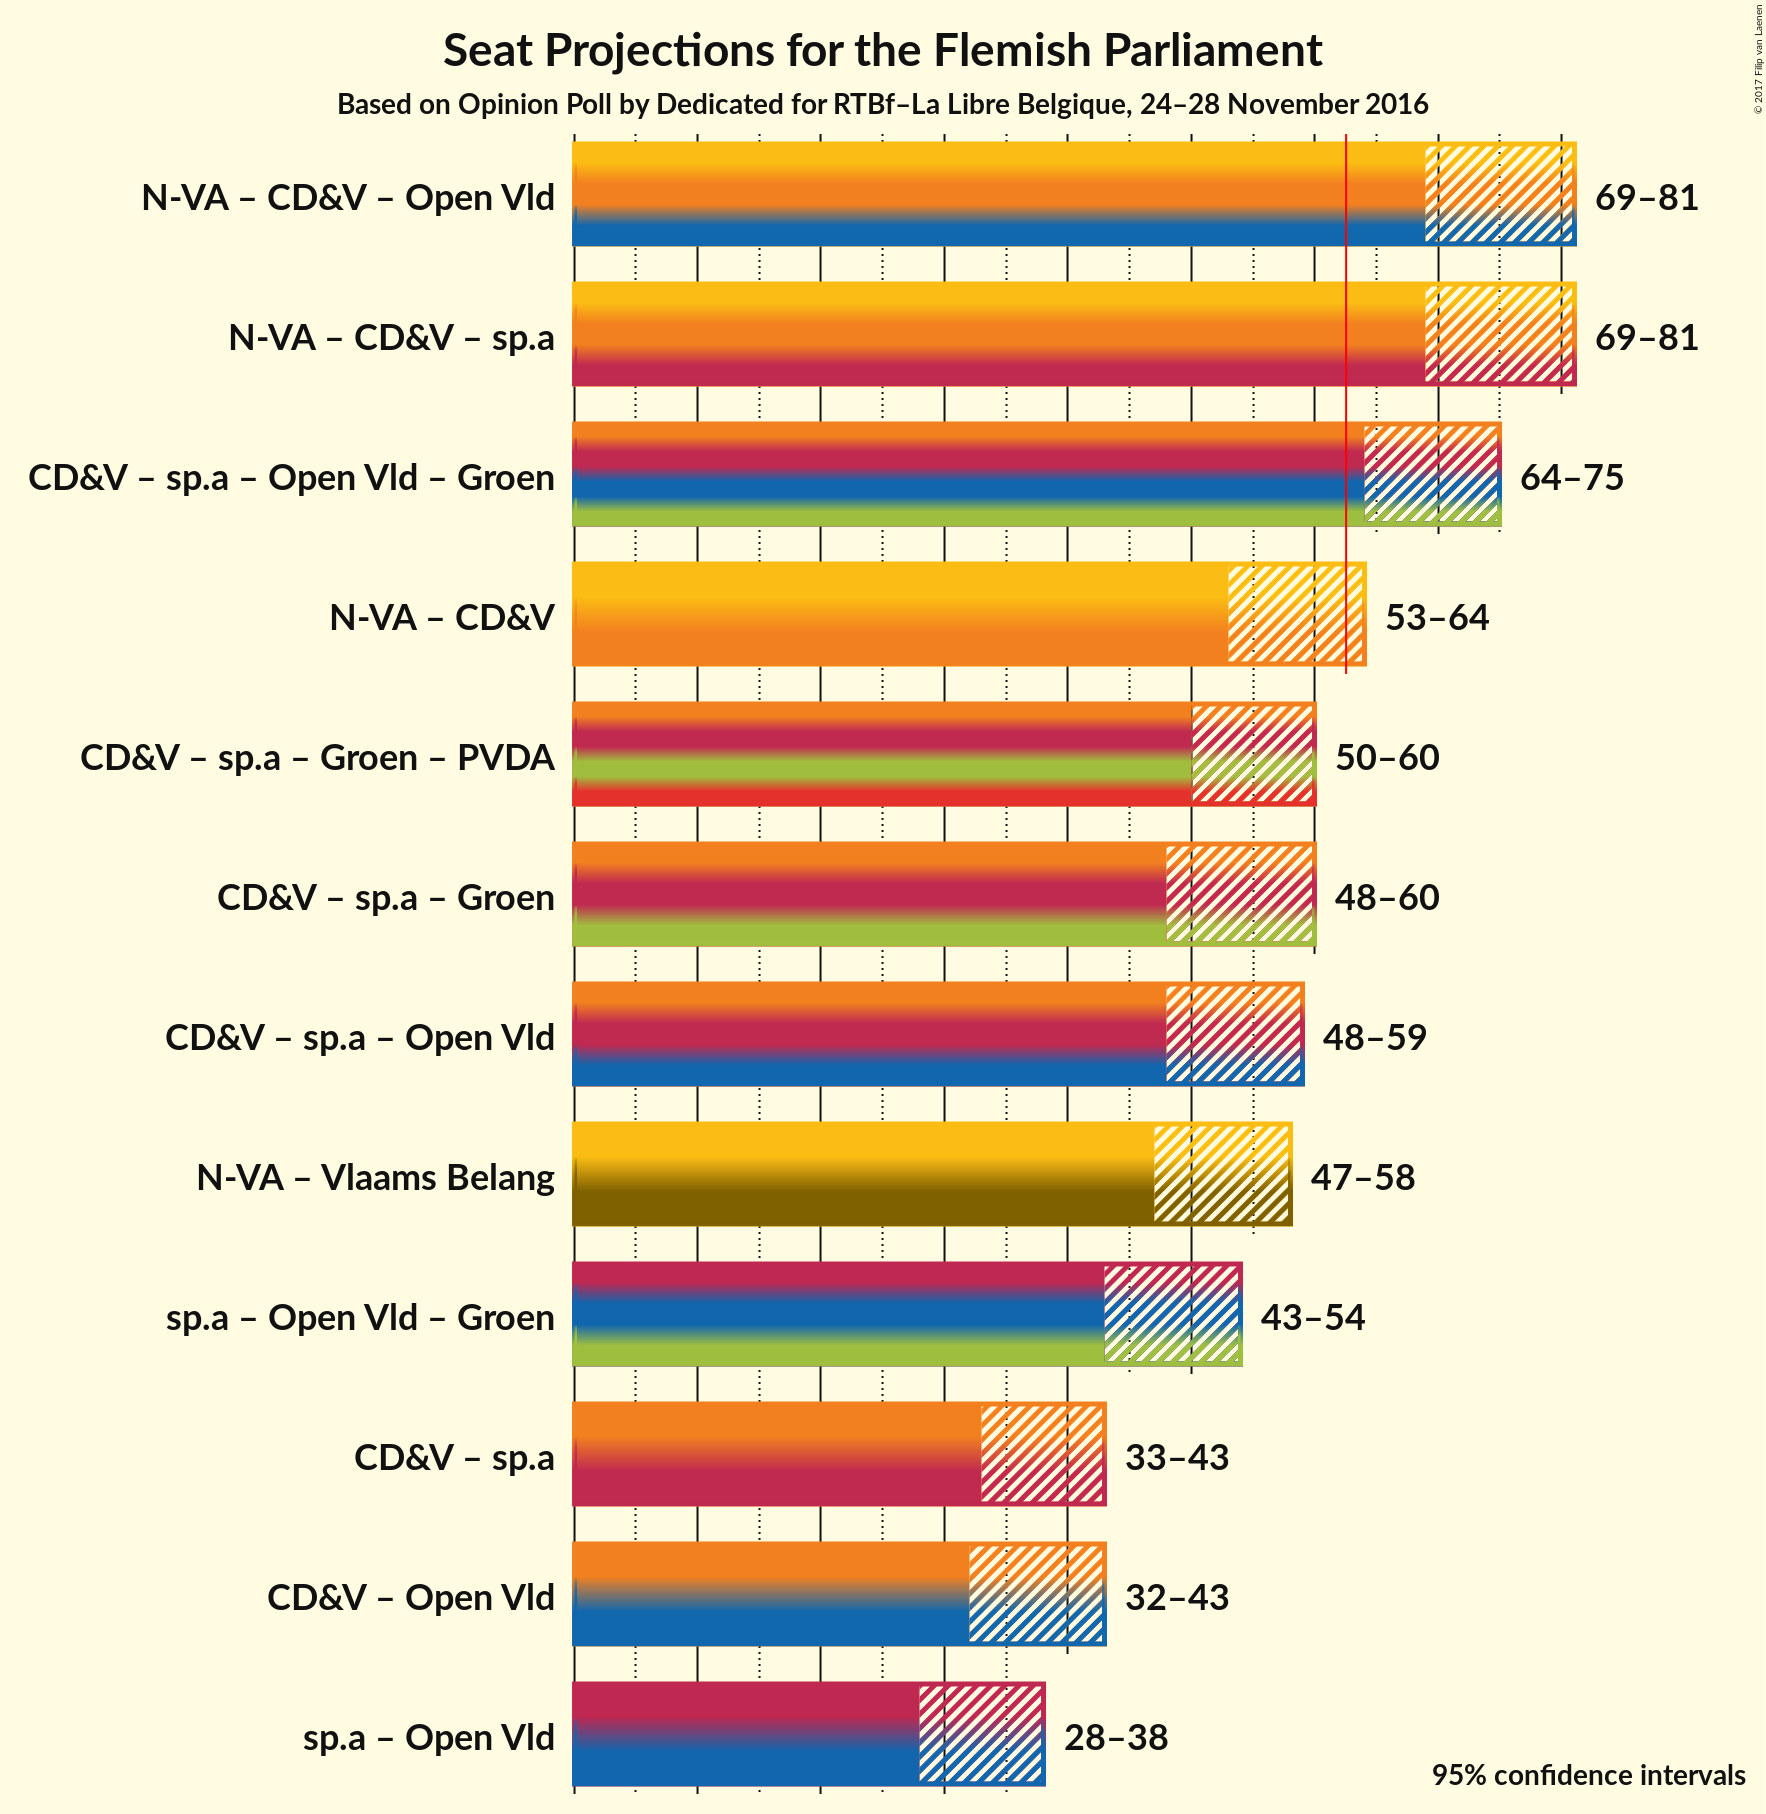 Seat Projections for the Flemish Parliament
Based on Opinion Poll by Dedicated for RTBf–La Libre Belgique, 24–28 November 2016
© 2017 Filip van Laenen
N-VA – CD&V – Open Vld 69–81
N-VA – CD&V – sp.a 69–81
CD&V – sp.a – Open Vld – Groen 64–75
N-VA – CD&V 53–64
CD&V – sp.a – Groen – PVDA 50–60
CD&V – sp.a – Groen 48–60
CD&V – sp.a – Open Vld 48–59
N-VA – Vlaams Belang 47–58
sp.a – Open Vld – Groen 43–54
CD&V – sp.a 33–43
CD&V – Open Vld 32–43
sp.a – Open Vld 28–38
95% confidence intervals